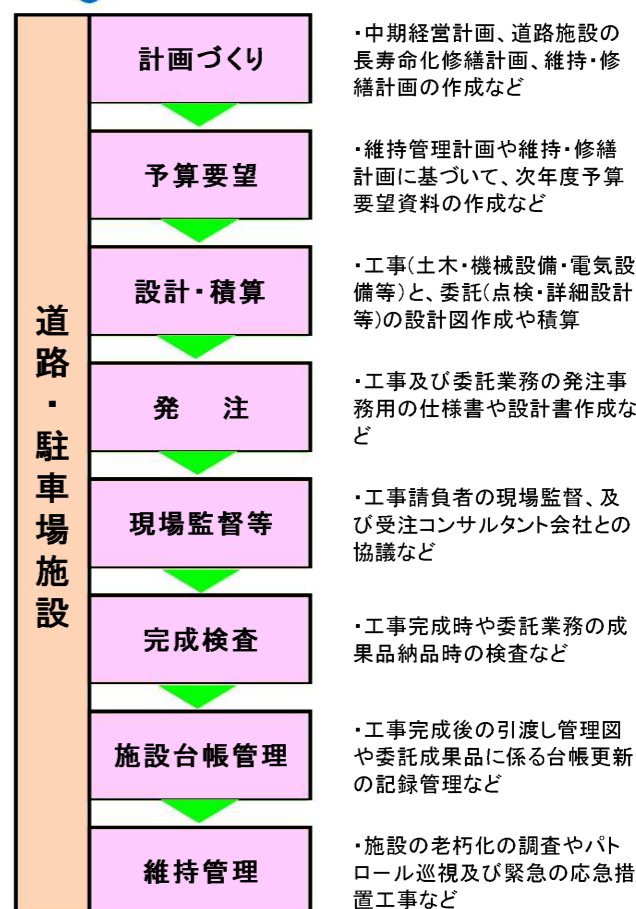 道路・駐車場施設
計画づくり
・中期経営計画、道路施設の
長寿命化修繕計画、維持・修
繕計画の作成など
予算要望
・維持管理計画や維持・修繕
計画に基づいて、次年度予算
要望資料の作成など
設計・積算
・工事(土木・機械設備・電気設
備等)と、委託(点検・詳細設計
等)の設計図作成や積算
発　注
・工事及び委託業務の発注事
務用の仕様書や設計書作成な
ど
現場監督等
・工事請負者の現場監督、及
び受注コンサルタント会社との
協議など
完成検査
・工事完成時や委託業務の成
果品納品時の検査など
施設台帳管理
・工事完成後の引渡し管理図
や委託成果品に係る台帳更新
の記録管理など
維持管理
・施設の老朽化の調査やパト
ロール巡視及び緊急の応急措
置工事など